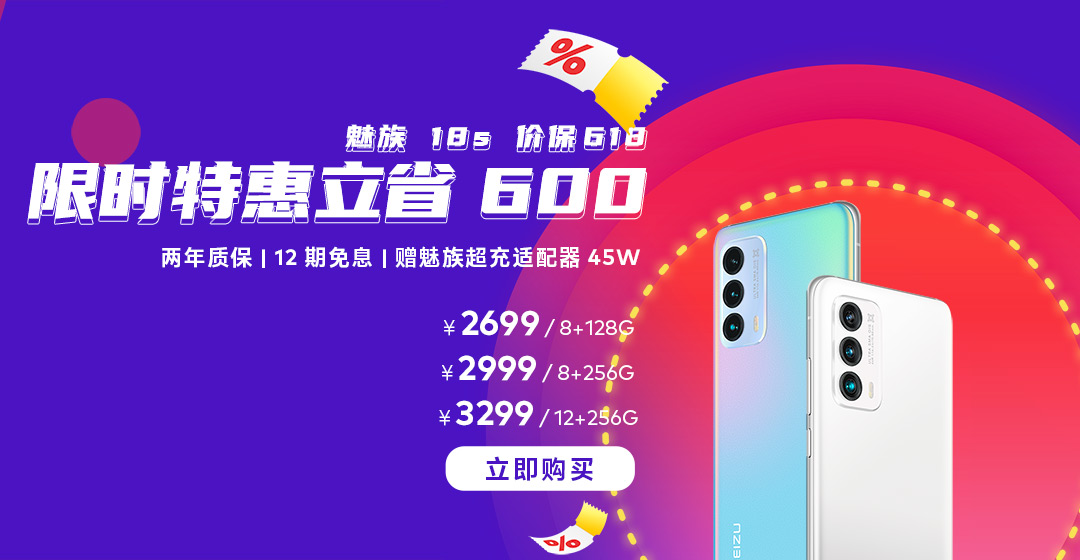 %
魅族 18s 价保618
限时特惠立省 600
两年质保 | 12 期免息 | 赠魅族超充适配器 45W
¥ 2699 / 8+128G
¥ 2999 / 8+256G
¥ 3299 / 12+256G
立即购买
%
EIZU